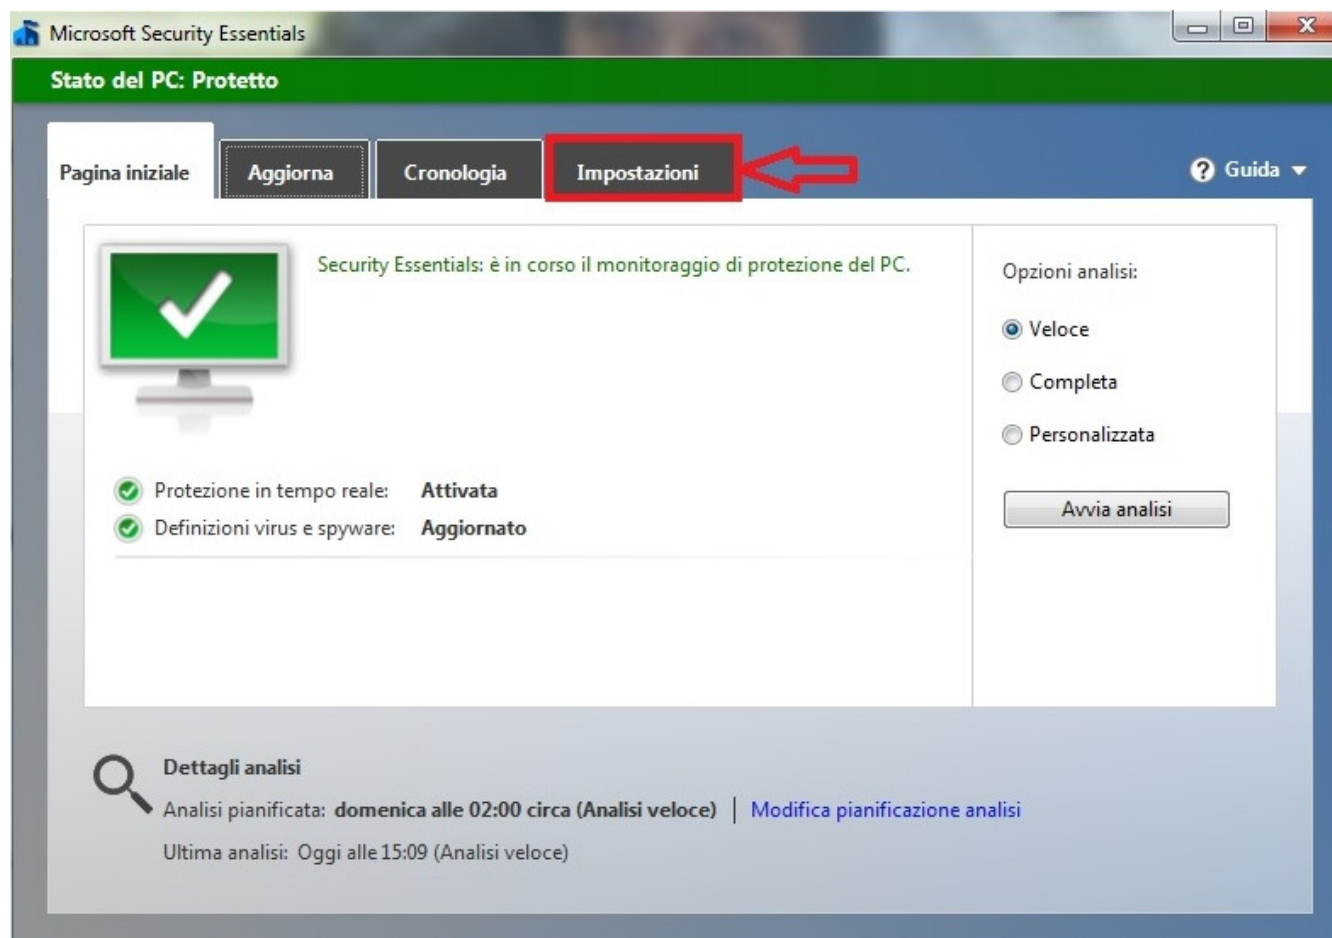 Microsoft Security Essentials
Stato del PC: Protetto
Pagina iniziale
Aggiorna
Cronologia
Impostazioni
? Guida
Security Essentials: è in corso il monitoraggio di protezione del PC.
Opzioni analisi:
Veloce
Completa
Personalizzata
Avvia analisi
Protezione in tempo reale: Attivata
Definizioni virus e spyware: Aggiornato
Dettagli analisi
Analisi pianificata: domenica alle 02:00 circa (Analisi veloce) | Modifica pianificazione analisi
Ultima analisi: Oggi alle 15:09 (Analisi veloce)